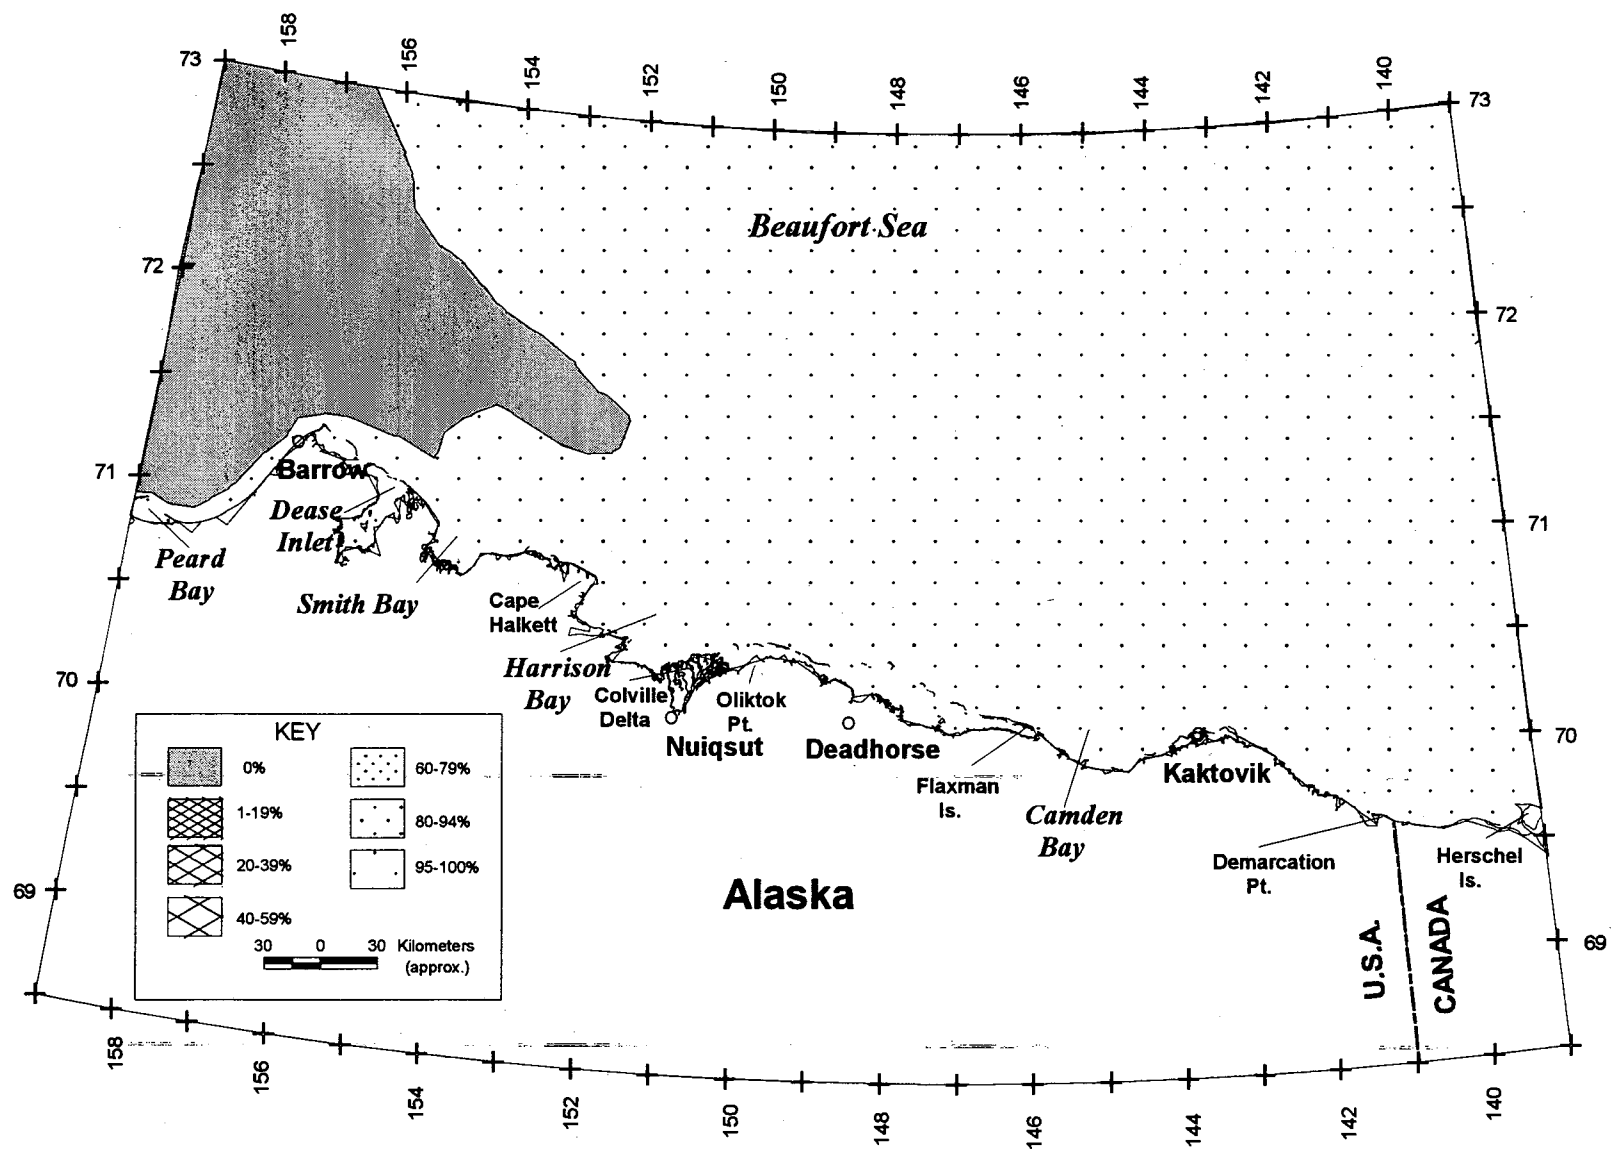 158
156
154
152
150
148
146
144
142
140
73
73
Beaufort Sea
72
72
71
Barrow
Dease
Inlet
71
Peard
Bay
Smith Bay
Cape
Halkett
Harrison
Bay
70
Colville
Delta
Oliktok
Pt.
Nuiqsut
Deadhorse
Flaxman
Is.
Camden
Bay
Kaktovik
70
Demarcation
Pt.
Herschel
Is.
KEY
0%
1-19%
20-39%
40-59%
60-79%
80-94%
95-100%
30 0 30 Kilometers
(approx.)
69
Alaska
U.S.A.
CANADA
69
158
156
154
152
150
148
146
144
142
140